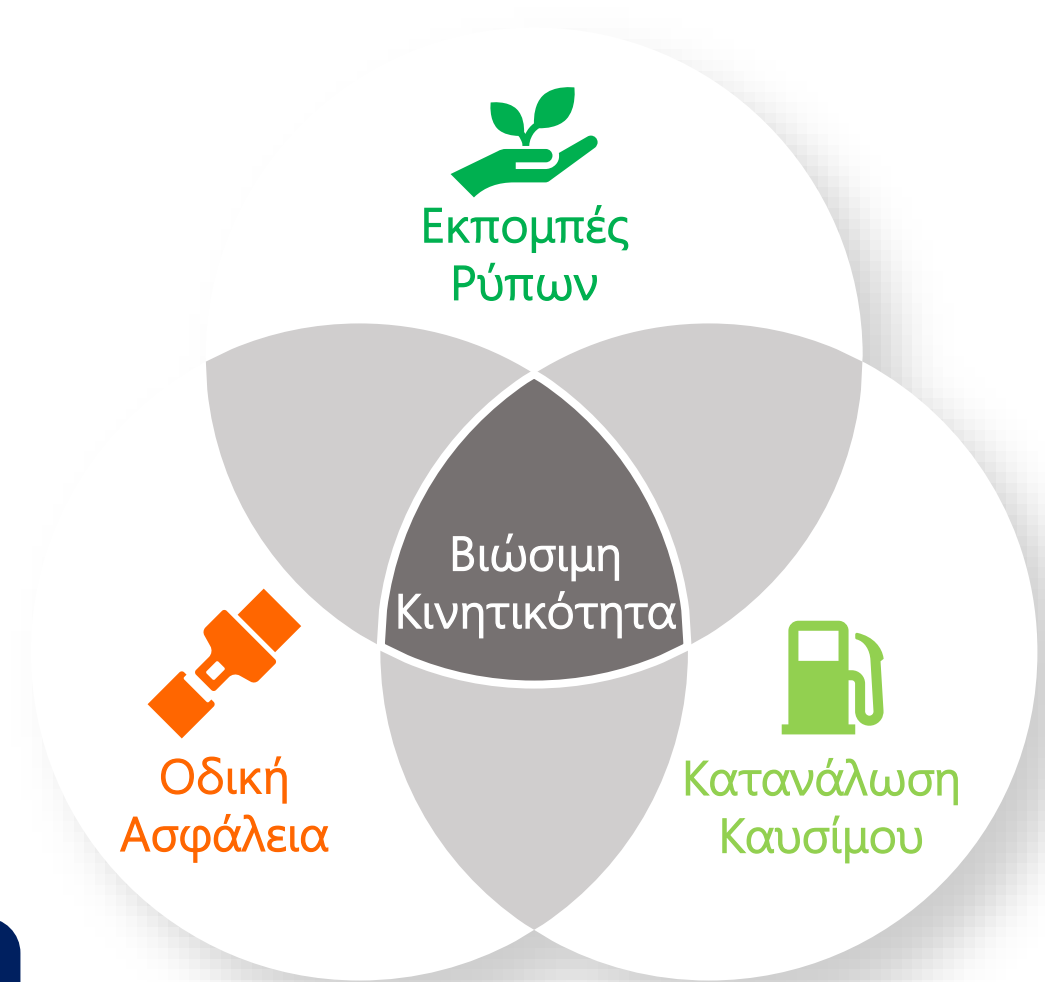 Εκπομπές
Ρύπων
Βιώσιμη
Κινητικότητα
Οδική
Ασφάλεια
Κατανάλωση
Καυσίμου